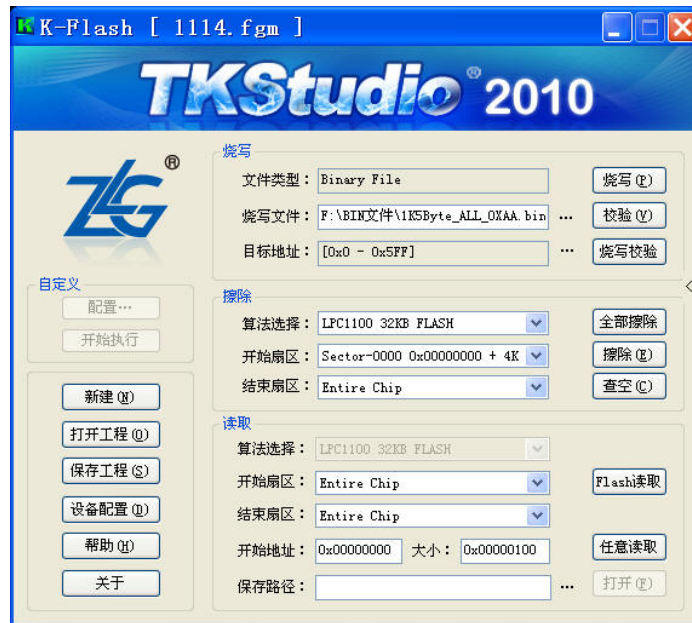 K-Flash [ 1114.fgm ]
TKStudio® 2010
ZLG®
自定义
配置…
开始执行
新建(N)
打开工程(O)
保存工程(S)
设备配置(D)
帮助(H)
关于
烧写
文件类型： Binary File 烧写(P)
烧写文件： F:\BIN文件\1K5Byte_ALL_0XAA.bin … 校验(V)
目标地址： [0x0 - 0x5FF] … 烧写校验
擦除
算法选择： LPC1100 32KB FLASH 全部擦除
开始扇区： Sector-0000 0x00000000 + 4K 擦除(E)
结束扇区： Entire Chip 查空(C)
读取
算法选择： LPC1100 32KB FLASH
开始扇区： Entire Chip Flash读取
结束扇区： Entire Chip
开始地址： 0x00000000 大小： 0x00000100 任意读取
保存路径： … 打开(F)